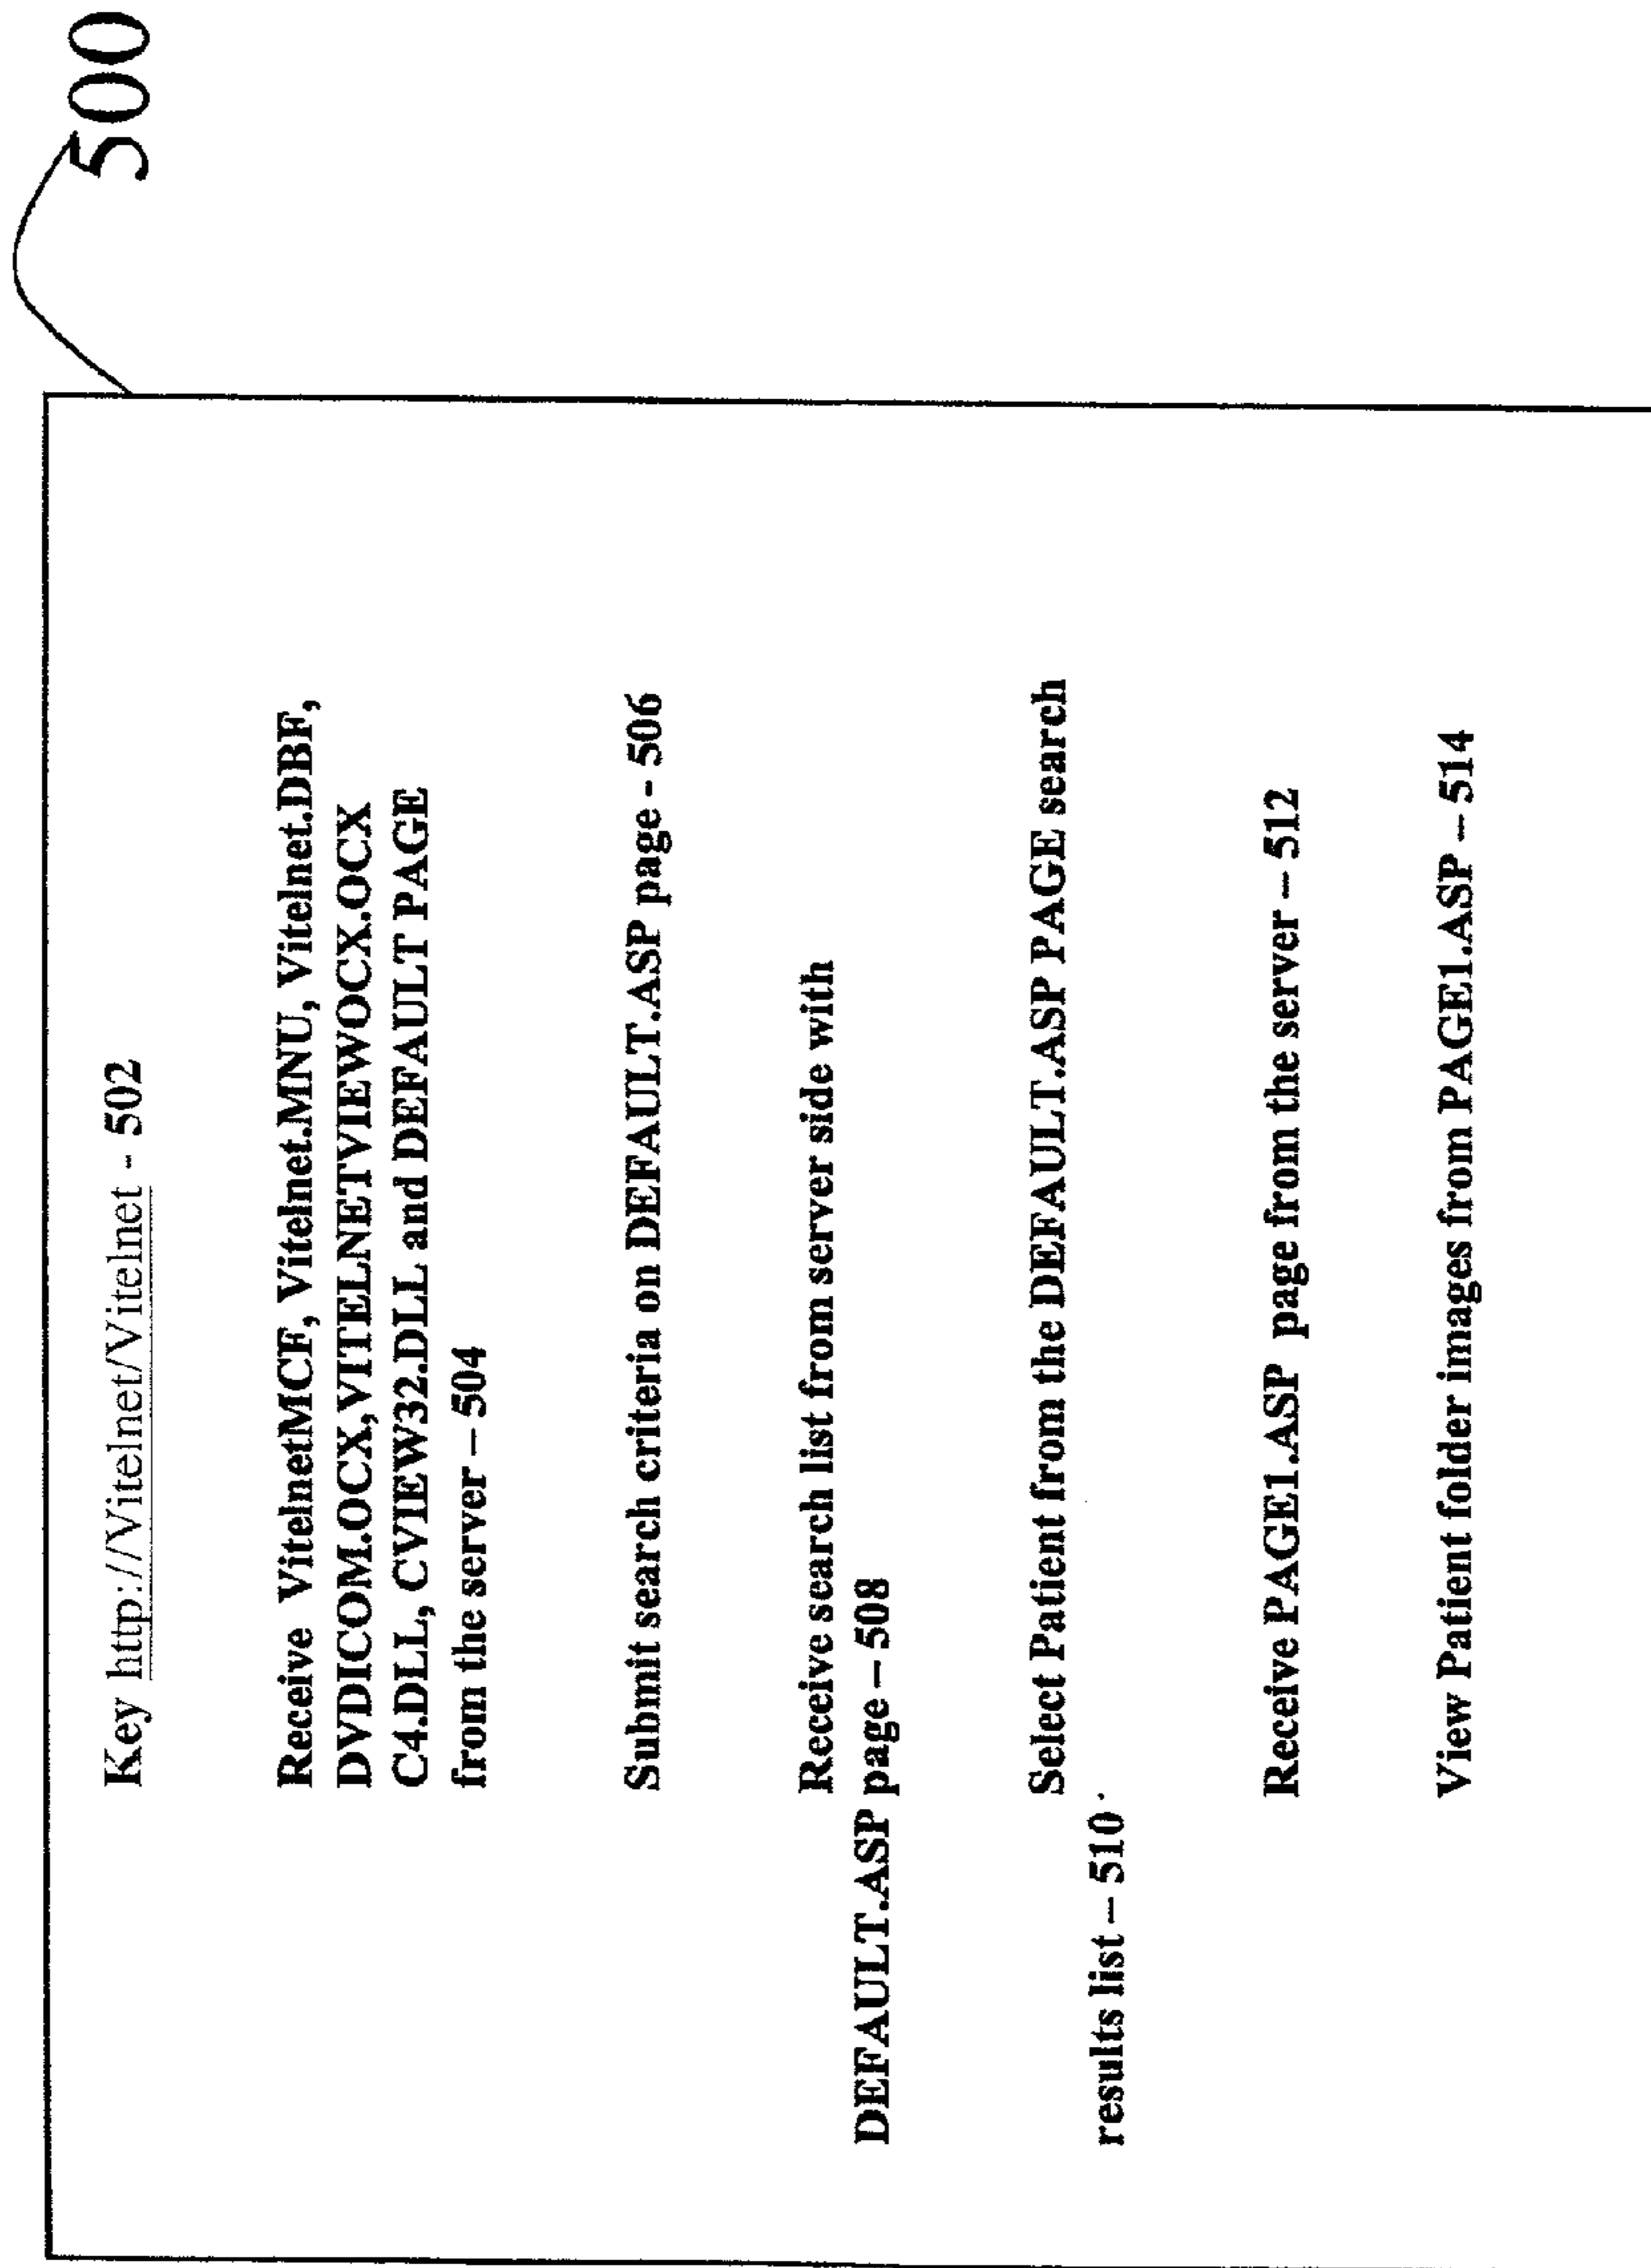 500
Key http://Vitelnet/Vitelnet - 502
Receive VitelnetMCF, Vitelnet.MNU, Vitelnet.DBF,
DVDICOM.OCX,VITELNETVIEWOCX.OCX
C4.DLL, CVIEW32.DLL and DEFAULT PAGE
from the server – 504
Submit search criteria on DEFAULT.ASP page - 506
Receive search list from server side with
DEFAULT.ASP page – 508
Select Patient from the DEFAULT.ASP PAGE search
results list – 510
Receive PAGE1.ASP page from the server – 512
View Patient folder images from PAGE1.ASP – 514